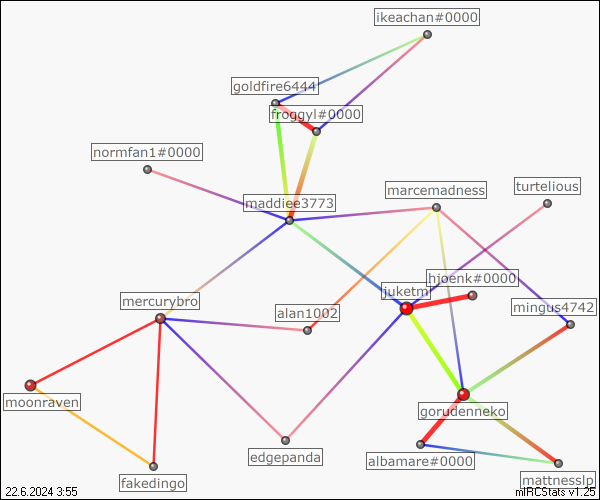 ikeachan#0000
goldfire6444
froggyl#0000
normfan1#0000
marcemadness
turtelious
maddiee3773
hjoenk#0000
juketm
mercurybro
mingus4742
alan1002
moonraven
gorudenneko
edgepanda
albamare#0000
fakedingo
mattnesslp
22.6.2024 3:55
mIRCStats v1.25